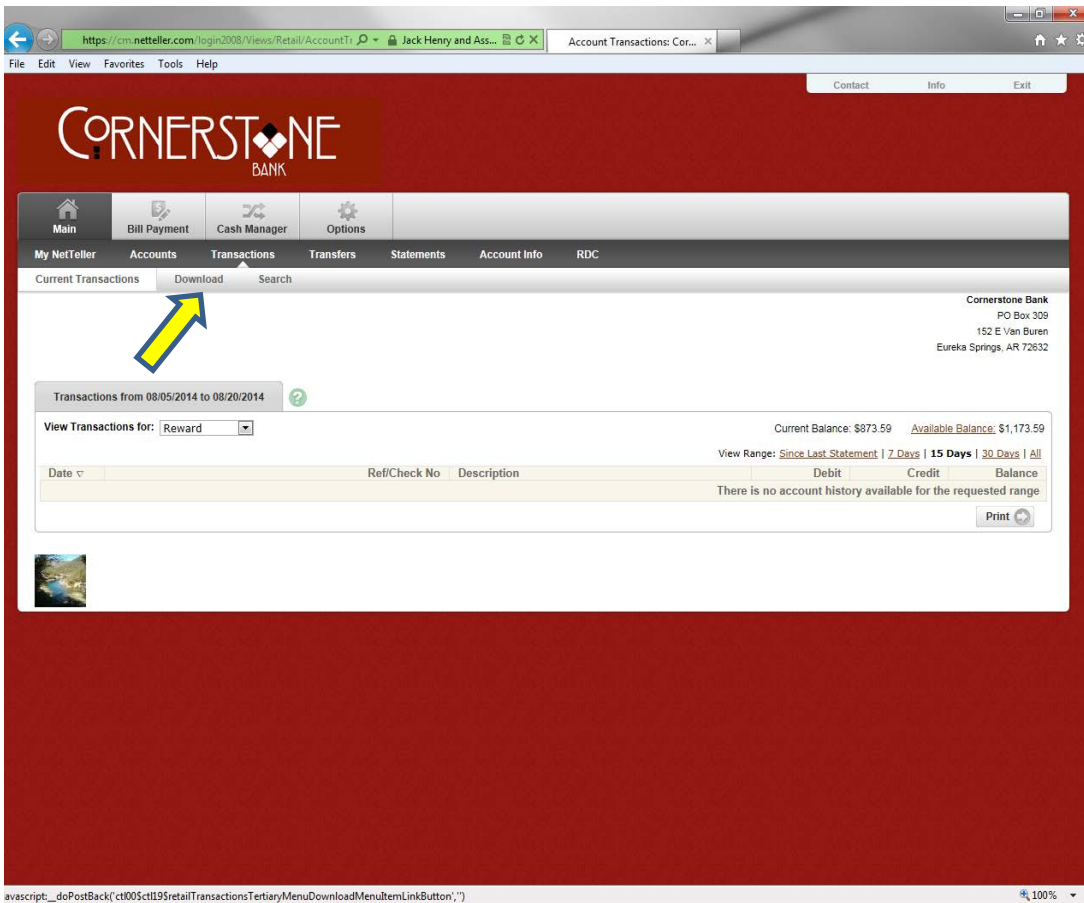 https://cm.netteller.com/login2008/Views/Retail/AccountTr Jack Henry and Ass... Account Transactions: Cor...
File Edit View Favorites Tools Help
Contact Info Exit
CORNERSTONE
BANK
Main Bill Payment Cash Manager Options
My NetTeller Accounts Transactions Transfers Statements Account Info RDC
Current Transactions Download Search
Cornerstone Bank
PO Box 309
152 E Van Buren
Eureka Springs, AR 72632
Transactions from 08/05/2014 to 08/20/2014 ?
View Transactions for: Reward Current Balance: $873.59 Available Balance: $1,173.59
View Range: Since Last Statement | 7 Days | 15 Days | 30 Days | All
Date Ref/Check No Description Debit Credit Balance
There is no account history available for the requested range
Print
avascript:__doPostBack('ctl00$ctl19$retailTransactionsTertiaryMenuDownloadMenuItemLinkButton','') 100%